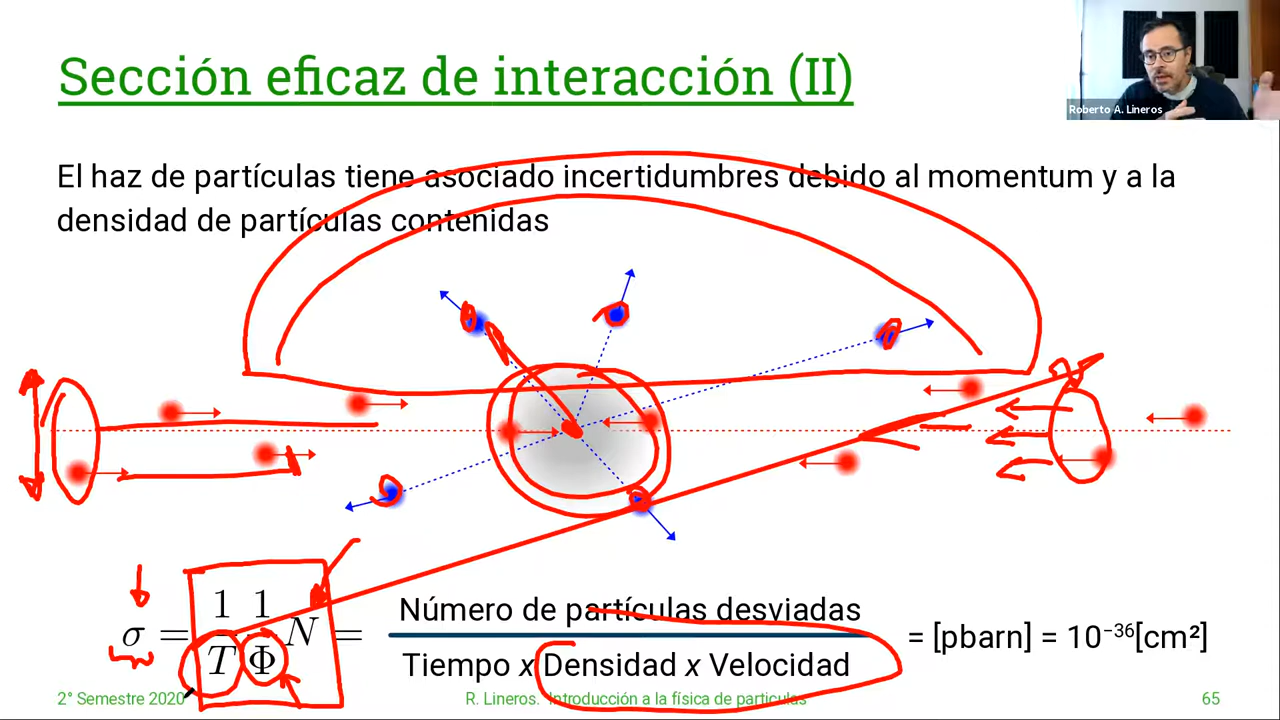 Sección eficaz de interacción (II)
Roberto A. Lineros
El haz de partículas tiene asociado incertidumbres debido al momentum y a la
densidad de partículas contenidas
σ = 1/T 1/Φ N = Número de partículas desviadas / Tiempo x Densidad x Velocidad = [pbarn] = 10⁻³⁶[cm²]
2° Semestre 2020
R. Lineros. Introducción a la física de particulas
65